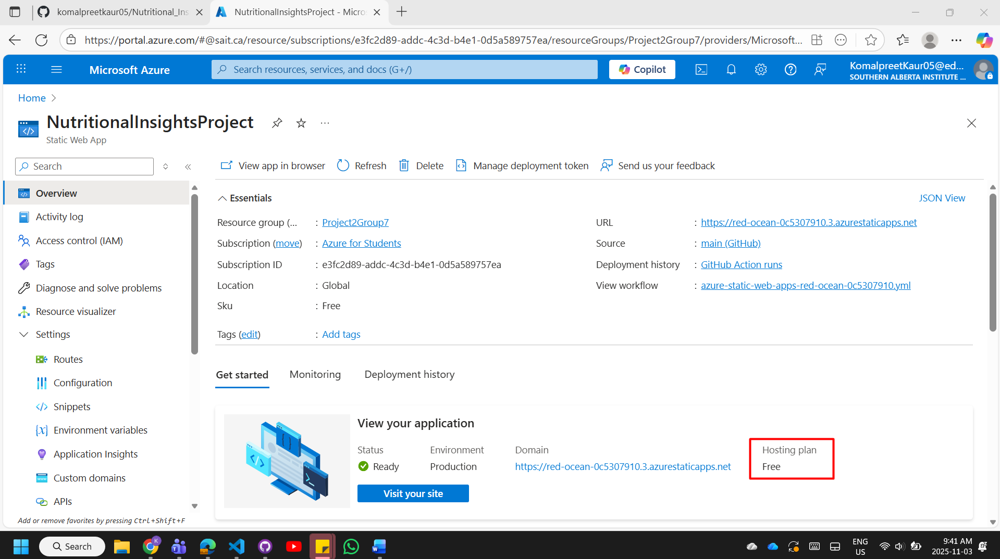 komalpreetkaur05/Nutritional_Ins
NutritionalInsightsProject - Micro
https://portal.azure.com/#@sait.ca/resource/subscriptions/e3fc2d89-addc-4c3d-b4e1-0d5a589757ea/resourceGroups/Project2Group7/providers/Microsoft...
Microsoft Azure
Search resources, services, and docs (G+/)
Copilot
KomalpreetKaur05@ed...
SOUTHERN ALBERTA INSTITUTE ...
Home
NutritionalInsightsProject
Static Web App
Search
View app in browser
Refresh
Delete
Manage deployment token
Send us your feedback
Overview
Activity log
Access control (IAM)
Tags
Diagnose and solve problems
Resource visualizer
Settings
Routes
Configuration
Snippets
Environment variables
Application Insights
Custom domains
APIs
Add or remove favorites by pressing Ctrl+Shift+F
Essentials
JSON View
Resource group (... : Project2Group7
Subscription (move) : Azure for Students
Subscription ID : e3fc2d89-addc-4c3d-b4e1-0d5a589757ea
Location : Global
Sku : Free
Tags (edit) : Add tags
URL : https://red-ocean-0c5307910.3.azurestaticapps.net
Source : main (GitHub)
Deployment history : GitHub Action runs
View workflow : azure-static-web-apps-red-ocean-0c5307910.yml
Get started
Monitoring
Deployment history
View your application
Status
Ready
Environment
Production
Domain
https://red-ocean-0c5307910.3.azurestaticapps.net
Hosting plan
Free
Visit your site
Search
ENG
US
9:41 AM
2025-11-03